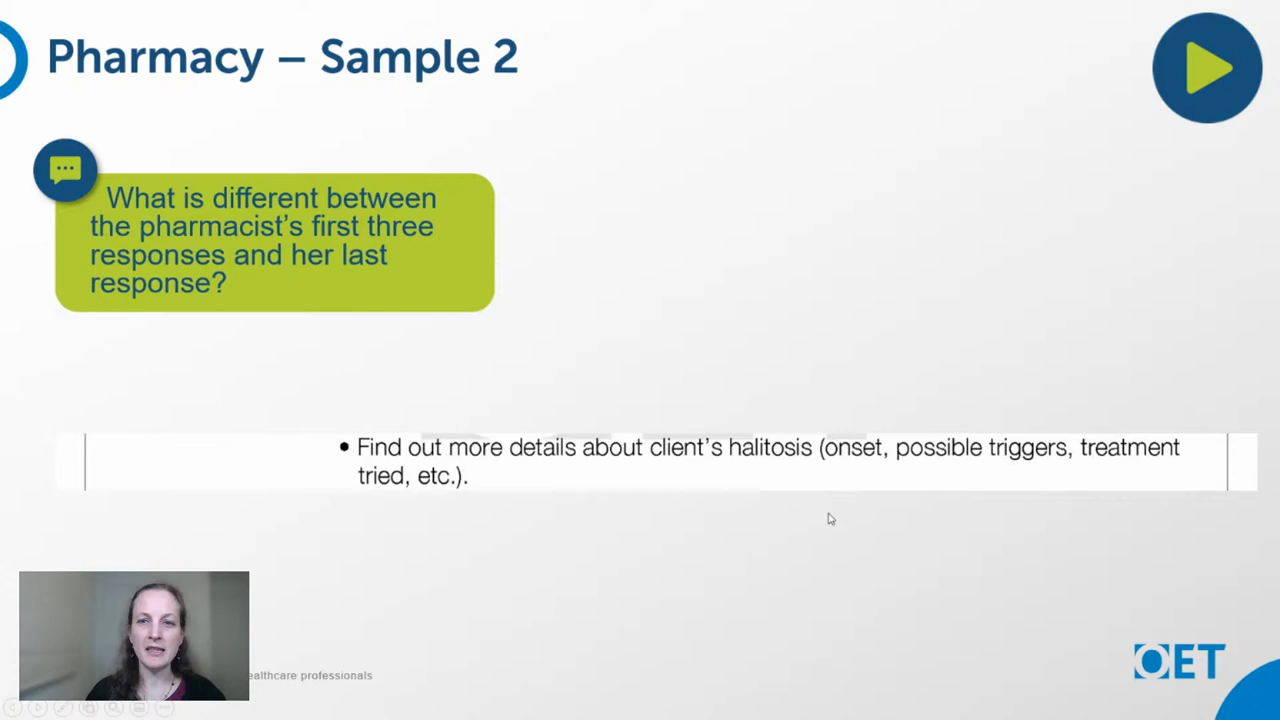 Pharmacy – Sample 2
What is different between
the pharmacist's first three
responses and her last
response?
• Find out more details about client's halitosis (onset, possible triggers, treatment
tried, etc.).
ealthcare professionals
OET